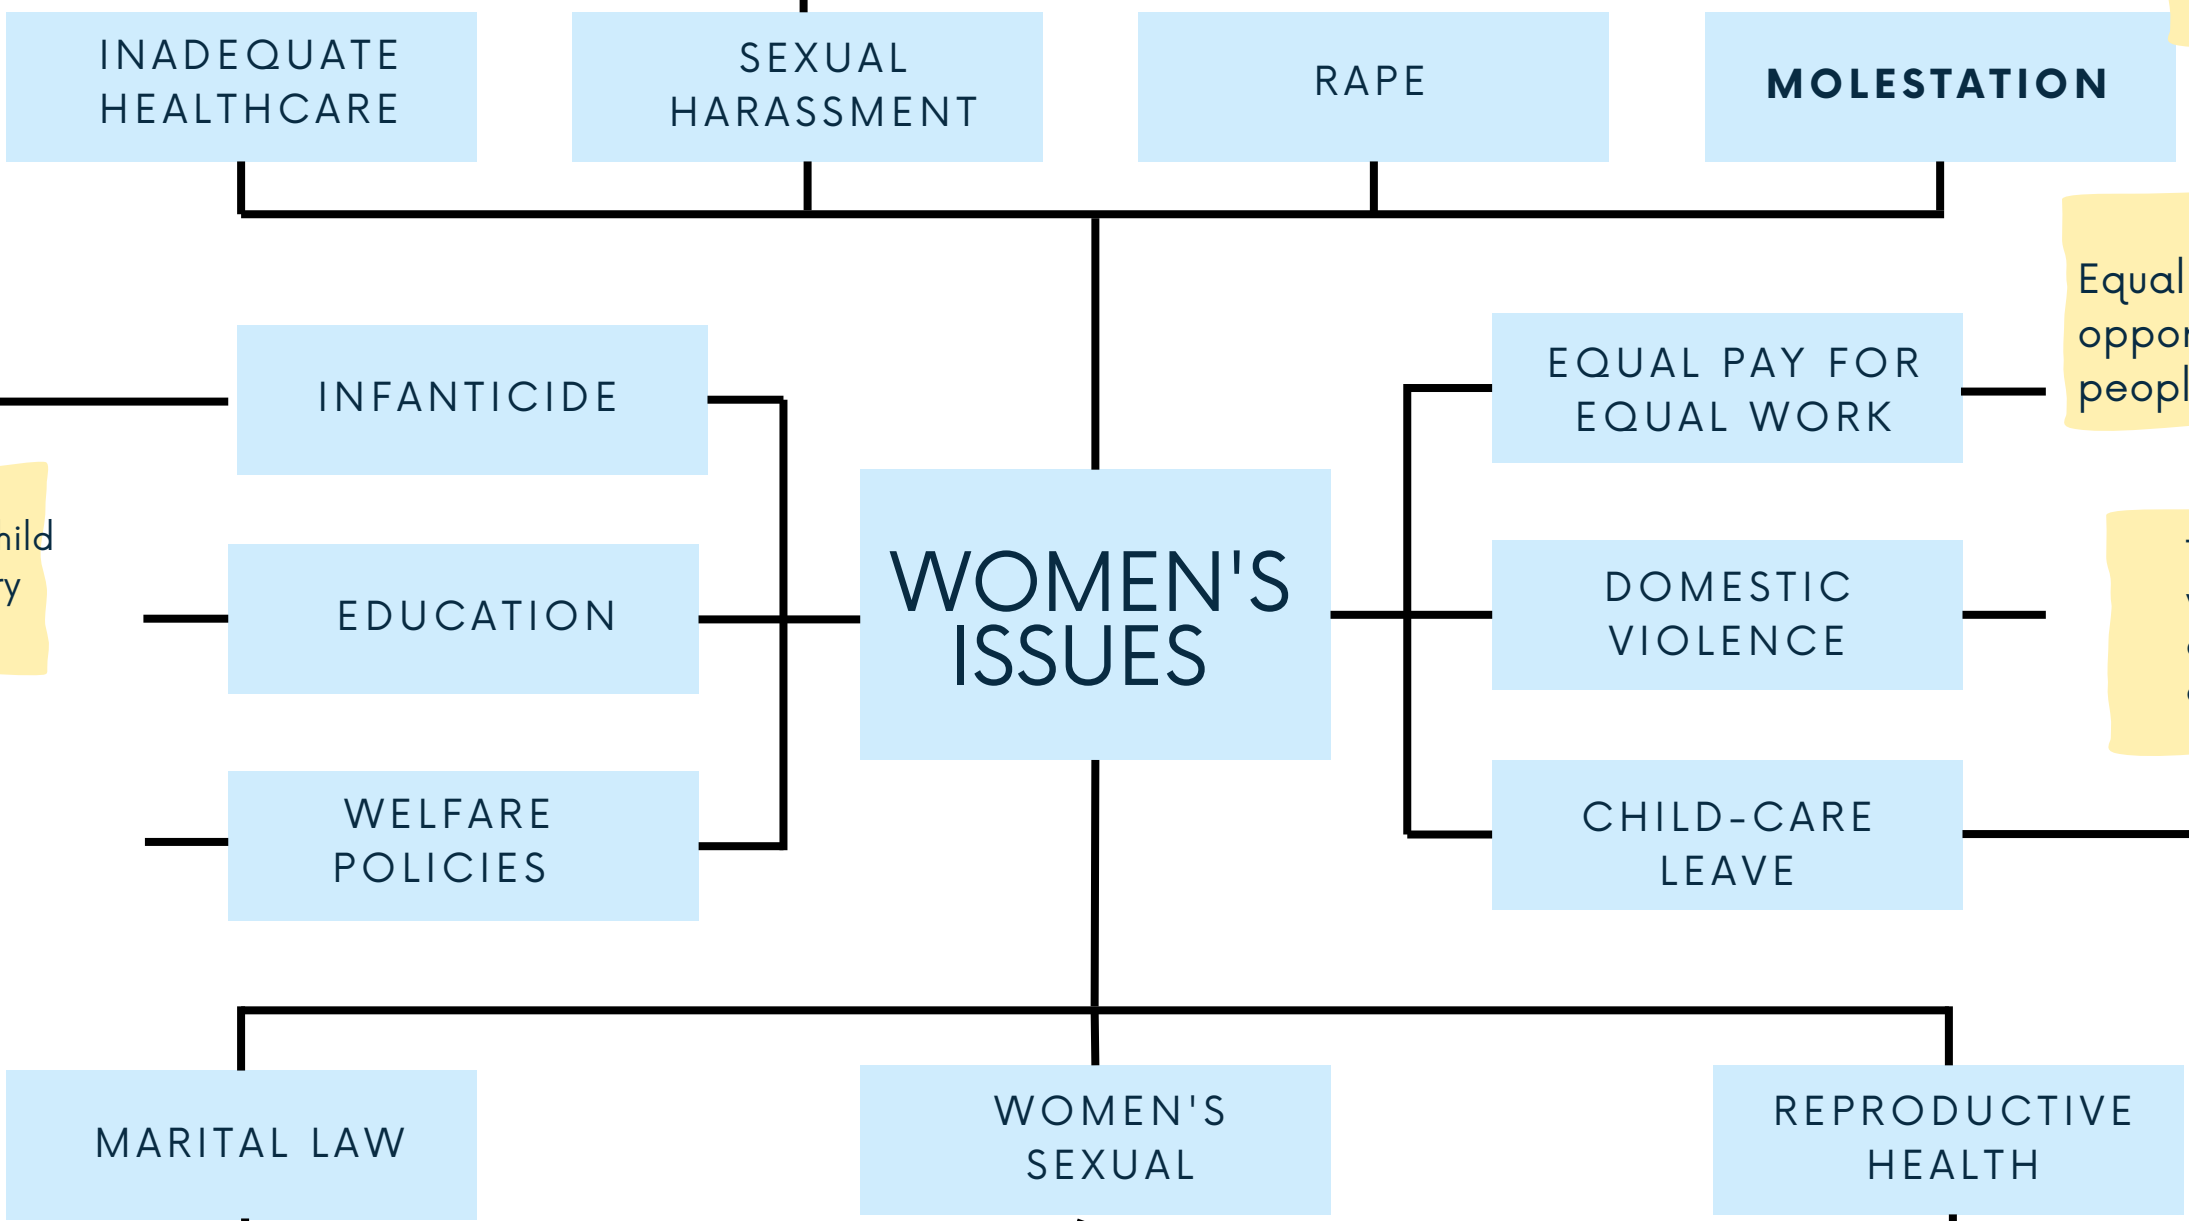 INADEQUATE
HEALTHCARE
SEXUAL
HARASSMENT
RAPE
MOLESTATION
INFANTICIDE
EDUCATION
WELFARE
POLICIES
WOMEN'S
ISSUES
EQUAL PAY FOR
EQUAL WORK
Equal
DOMESTIC
VIOLENCE
CHILD-CARE
LEAVE
MARITAL LAW
WOMEN'S
SEXUAL
REPRODUCTIVE
HEALTH